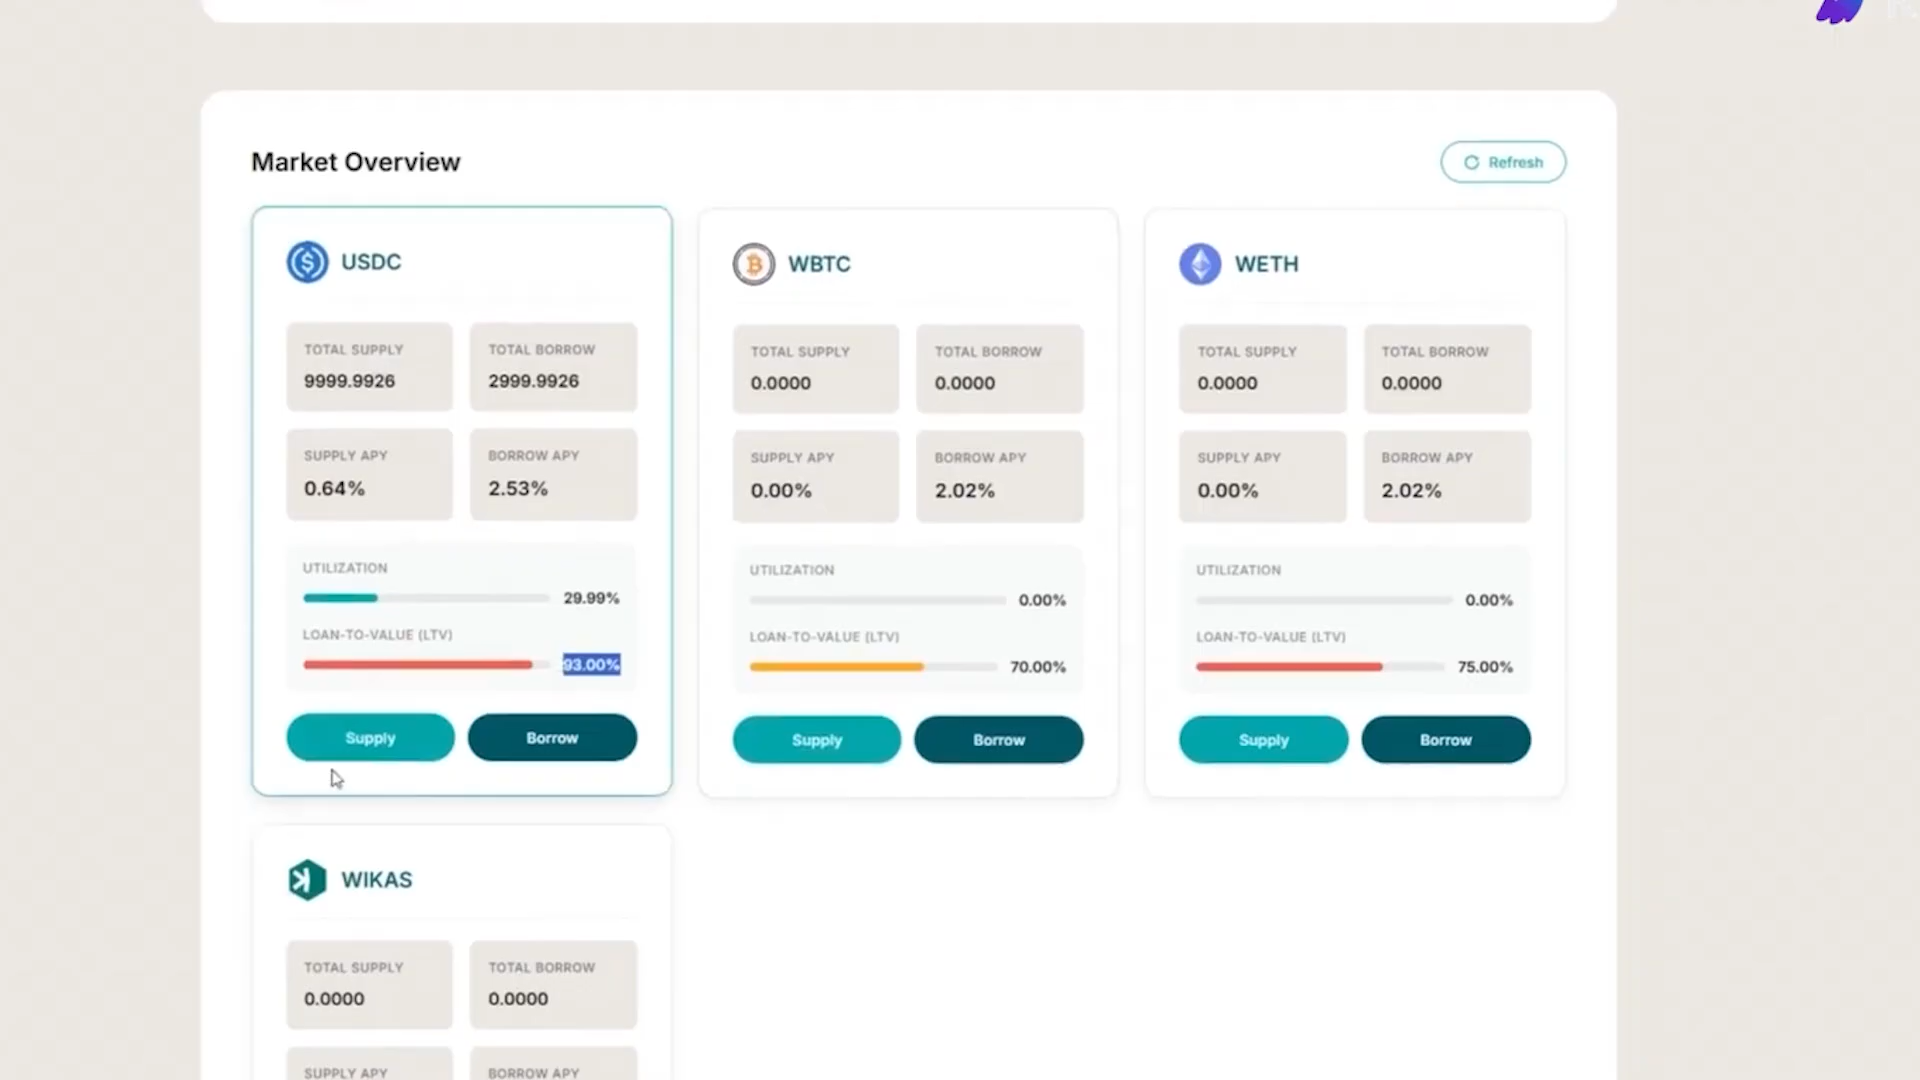 Market Overview
Refresh
USDC
TOTAL SUPPLY
9999.9926
TOTAL BORROW
2999.9926
SUPPLY APY
0.64%
BORROW APY
2.53%
UTILIZATION
29.99%
LOAN-TO-VALUE (LTV)
93.00%
Supply
Borrow
WBTC
TOTAL SUPPLY
0.0000
TOTAL BORROW
0.0000
SUPPLY APY
0.00%
BORROW APY
2.02%
UTILIZATION
0.00%
LOAN-TO-VALUE (LTV)
70.00%
Supply
Borrow
WETH
TOTAL SUPPLY
0.0000
TOTAL BORROW
0.0000
SUPPLY APY
0.00%
BORROW APY
2.02%
UTILIZATION
0.00%
LOAN-TO-VALUE (LTV)
75.00%
Supply
Borrow
WIKAS
TOTAL SUPPLY
0.0000
TOTAL BORROW
0.0000
SUPPLY APY
BORROW APY